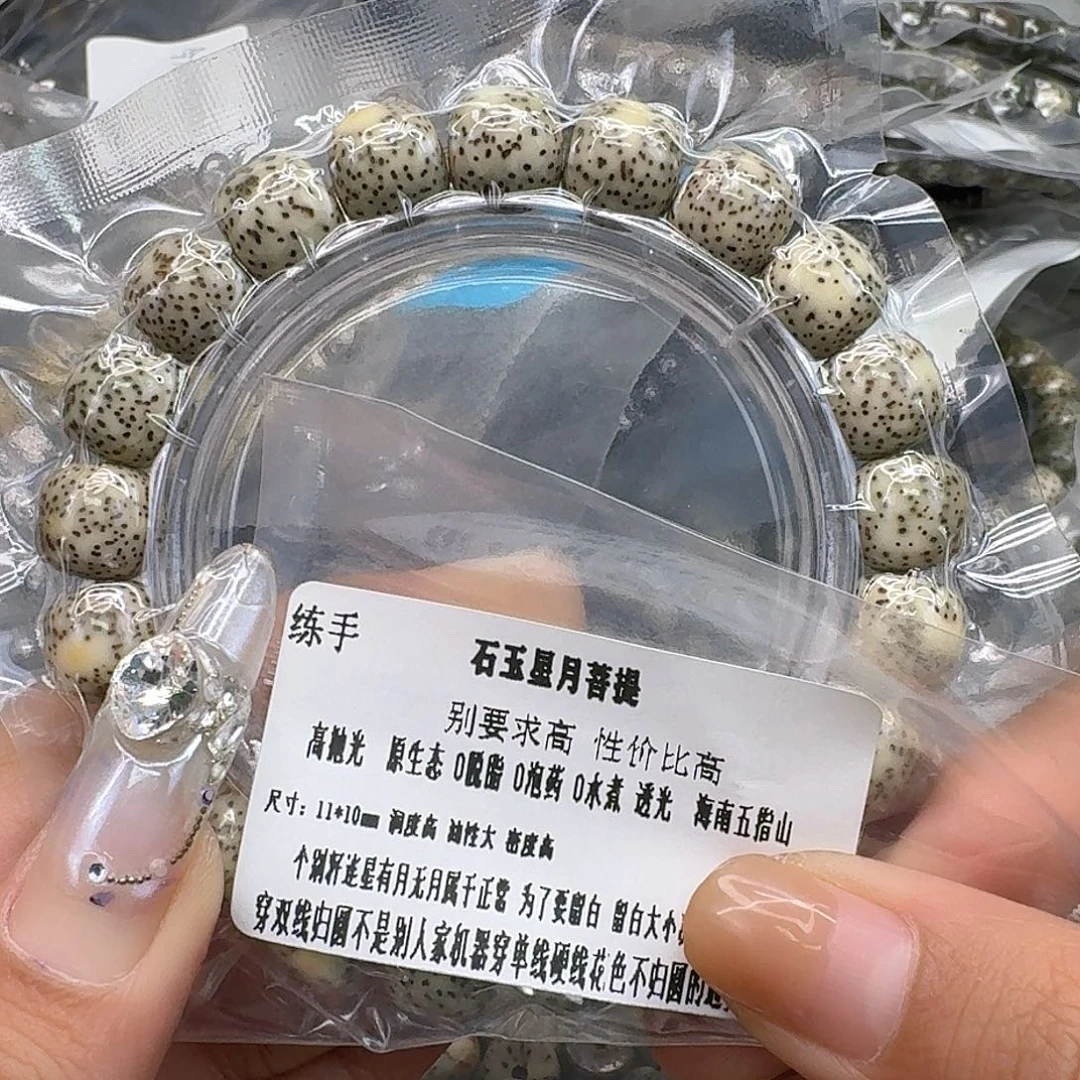 练手
石玉星月菩提
别要求高 性价比高
高抛光 原生态 0脱脂 0泡药 0水煮 透光 海南五指山
尺寸：11*10mm 润度高 油性大 密度高
个别籽连星有月无月属于正常 为了要留白 留白大小
穿双线归圆不是别人家机器穿单线硬线花色不归圆的